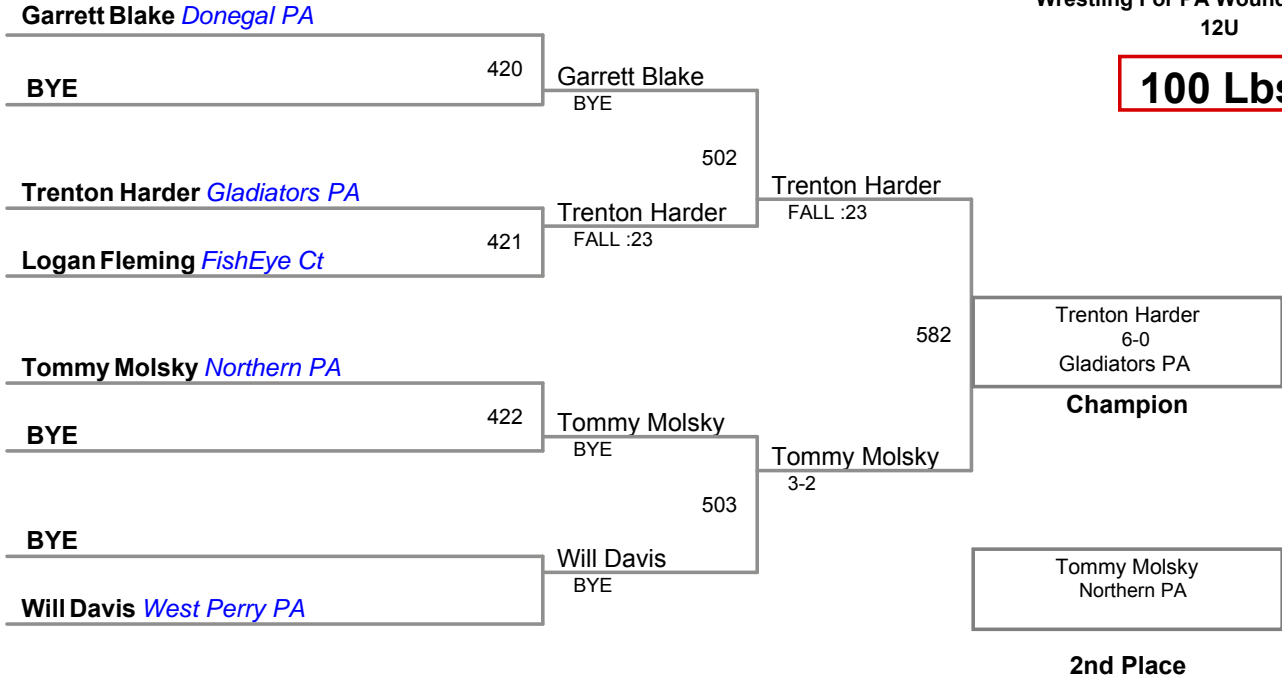 Wrestling For PA Wound
12U
100 Lbs
Garrett Blake Donegal PA
BYE
420
Garrett Blake
BYE
502
Trenton Harder Gladiators PA
Logan Fleming FishEye Ct
421
Trenton Harder
FALL :23
Trenton Harder
FALL :23
582
Trenton Harder
6-0
Gladiators PA
Champion
Tommy Molsky Northern PA
BYE
422
Tommy Molsky
BYE
503
Tommy Molsky
3-2
BYE
Will Davis West Perry PA
Will Davis
BYE
Tommy Molsky
Northern PA
2nd Place